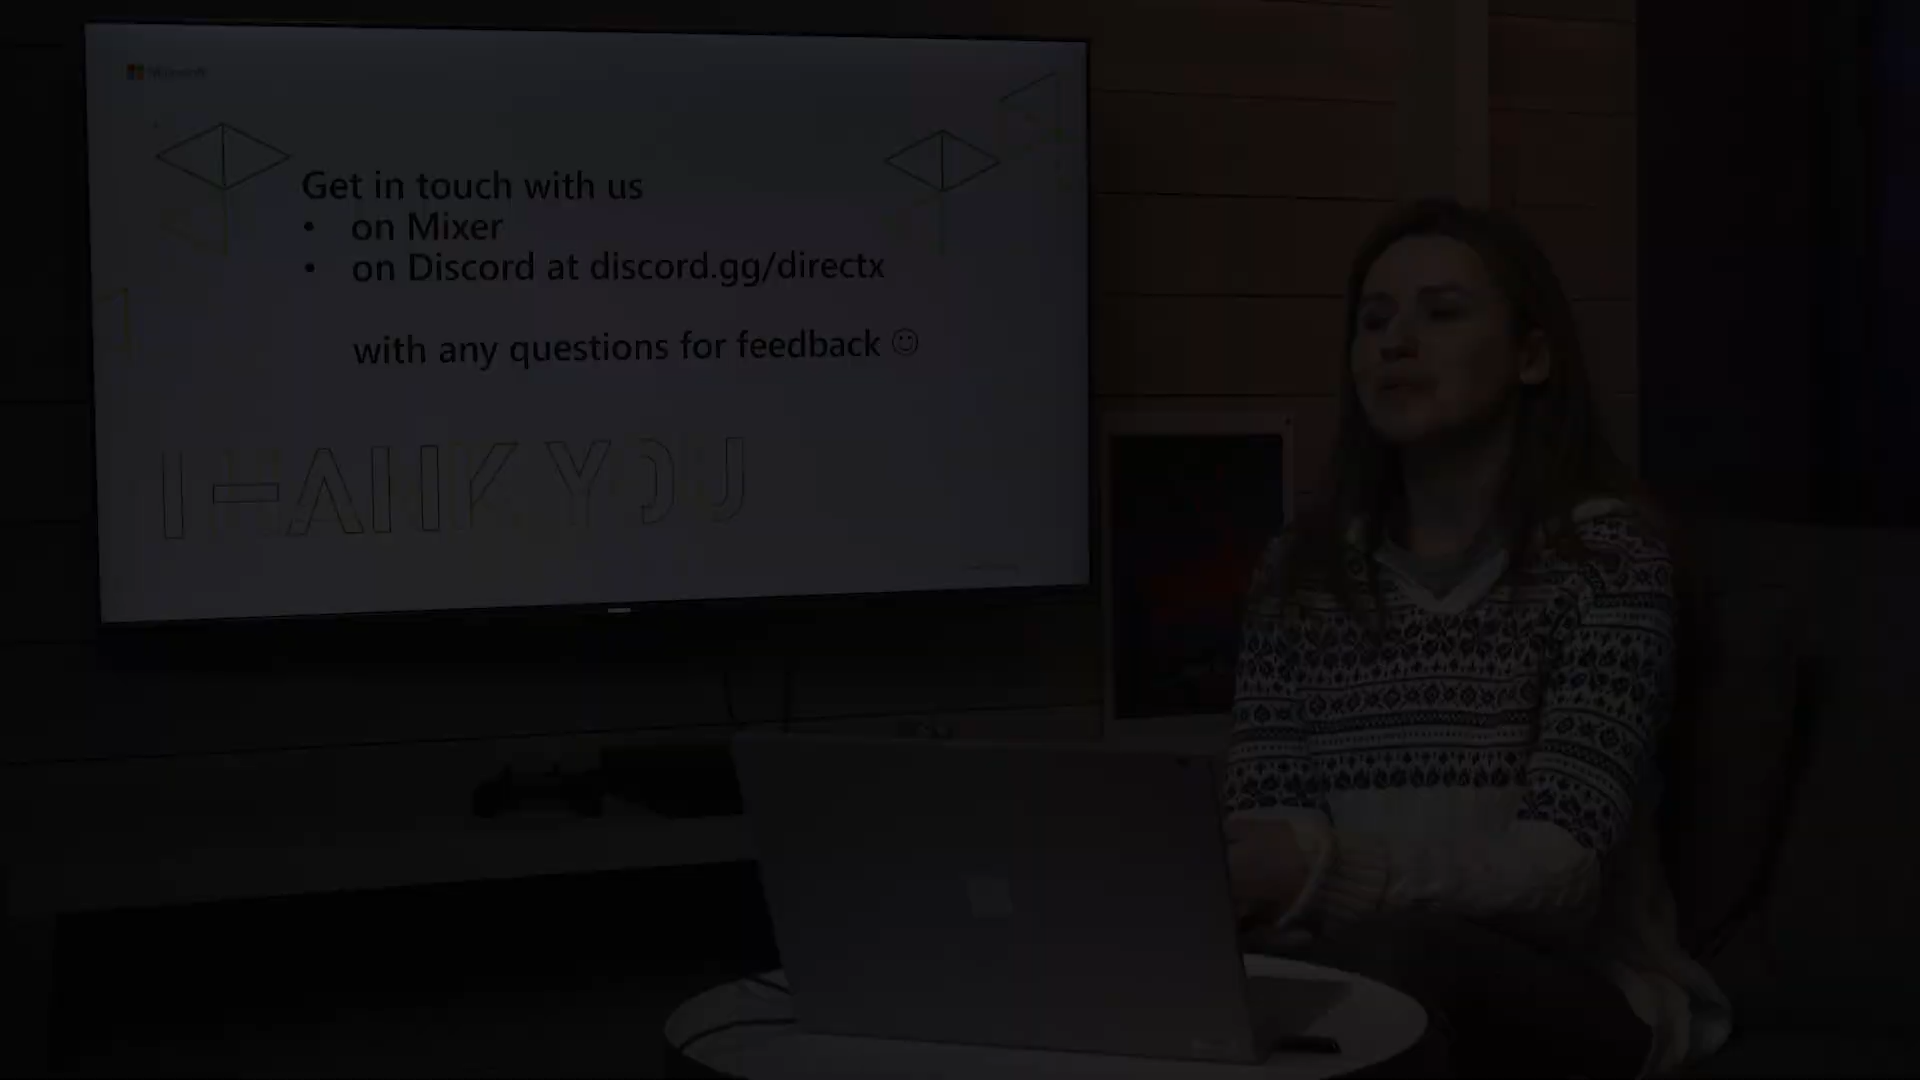 Microsoft
Get in touch with us
• on Mixer
• on Discord at discord.gg/directx
with any questions for feedback ☺
THANK YOU